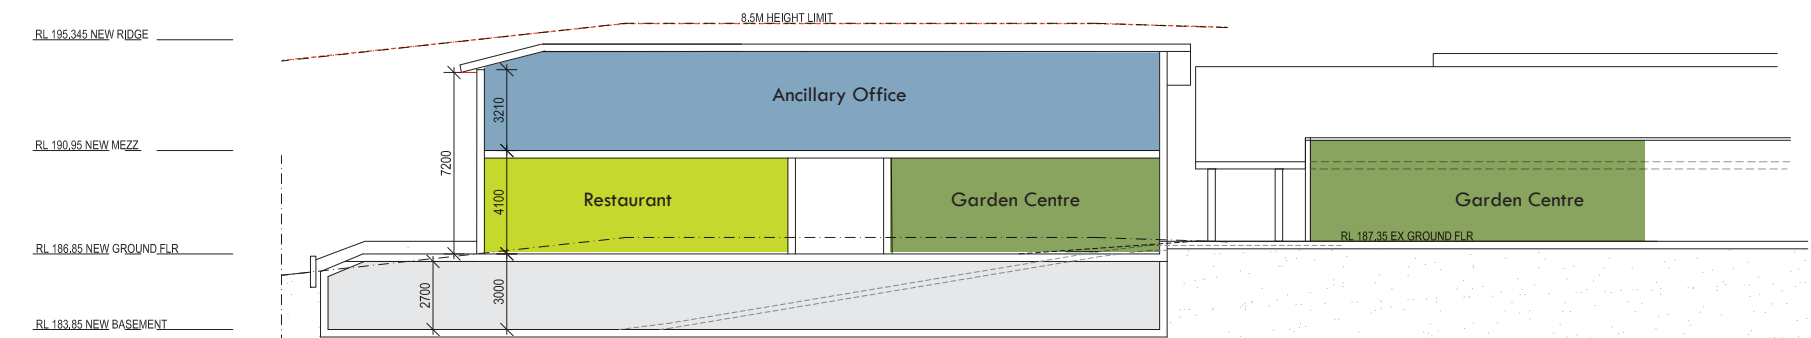 8.5M HEIGHT LIMIT
RL 195.345 NEW RIDGE
Ancillary Office
3210
RL 190.95 NEW MEZZ
7200
4100
Restaurant
Garden Centre
Garden Centre
RL 187.35 EX GROUND FLR
RL 186.85 NEW GROUND FLR
2700
3000
RL 183.85 NEW BASEMENT